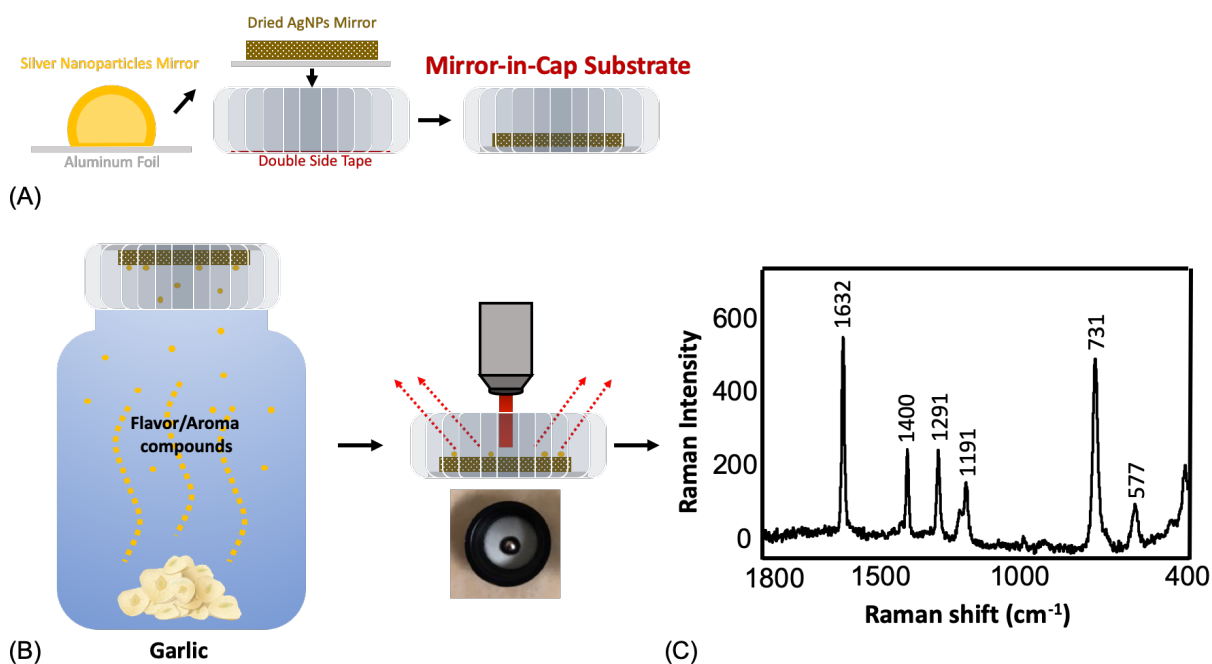 Dried AgNPs Mirror
Silver Nanoparticles Mirror
Mirror-in-Cap Substrate
Aluminum Foil
Double Side Tape
(A)
Flavor/Aroma
compounds
Garlic
(B)
Raman Intensity
600
400
200
0
1632
1400
1291
1191
731
577
1800
1500
1000
400
Raman shift (cm⁻¹)
(C)